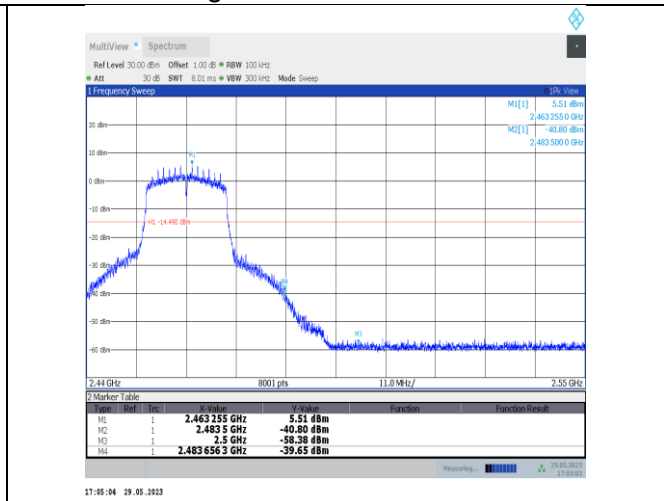 MultiView Spectrum
Ref Level 30.00 dBm Offset 1.00 dB RBW 100 kHz
Att 30 dB SWT 8.01 ms VBW 300 kHz Mode Sweep
1 Frequency Sweep 1Pk View
M1[1] 5.51 dBm
2.463 255 0 GHz
M2[1] -40.80 dBm
2.483 500 0 GHz
20 dBm
10 dBm
M1
0 dBm
-10 dBm
H1 -14.490 dBm
-20 dBm
-30 dBm
-40 dBm
-50 dBm
-60 dBm
2.44 GHz 8001 pts 11.0 MHz/ 2.55 GHz
2 Marker Table
Type Ref Trc X-Value Y-Value Function Function Result
M1 1 2.463 255 GHz 5.51 dBm
M2 1 2.483 5 GHz -40.80 dBm
M3 1 2.5 GHz -58.38 dBm
M4 1 2.483 656 3 GHz -39.65 dBm
Measuring... 29.05.2023
17:05:03
17:05:04 29.05.2023